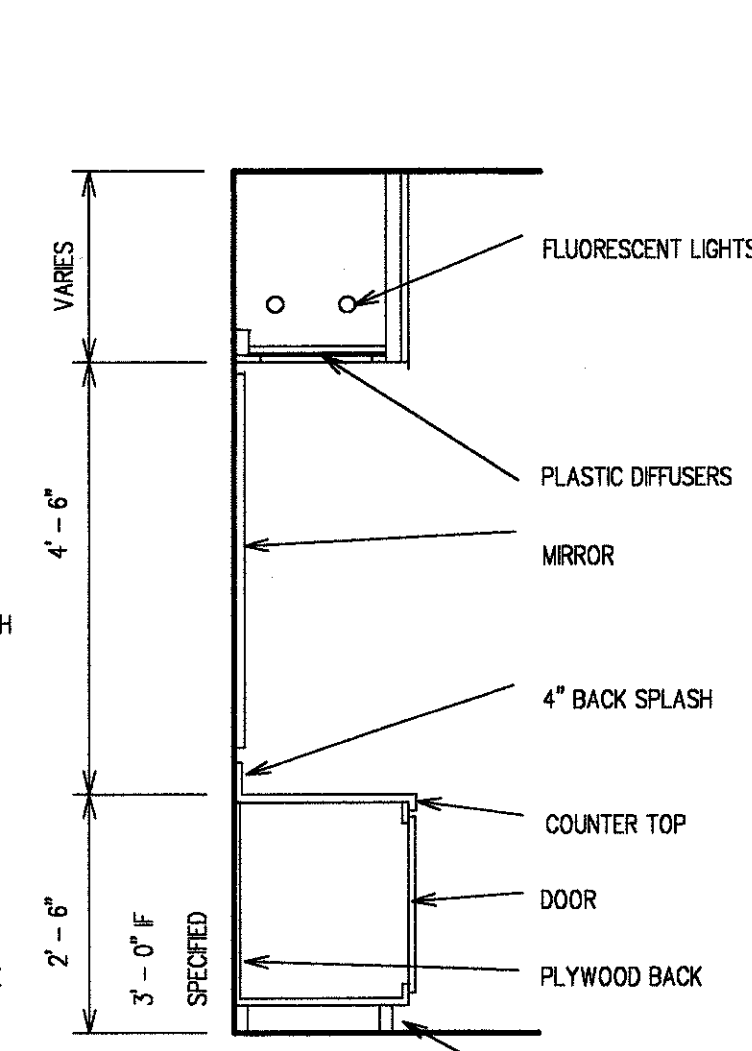 FLUORESCENT LIGHTS
VARIES
PLASTIC DIFFUSERS
4' - 6"
MIRROR
H
4" BACK SPLASH
COUNTER TOP
DOOR
2' - 6"
3' - 0" IF
SPECIFIED
PLYWOOD BACK